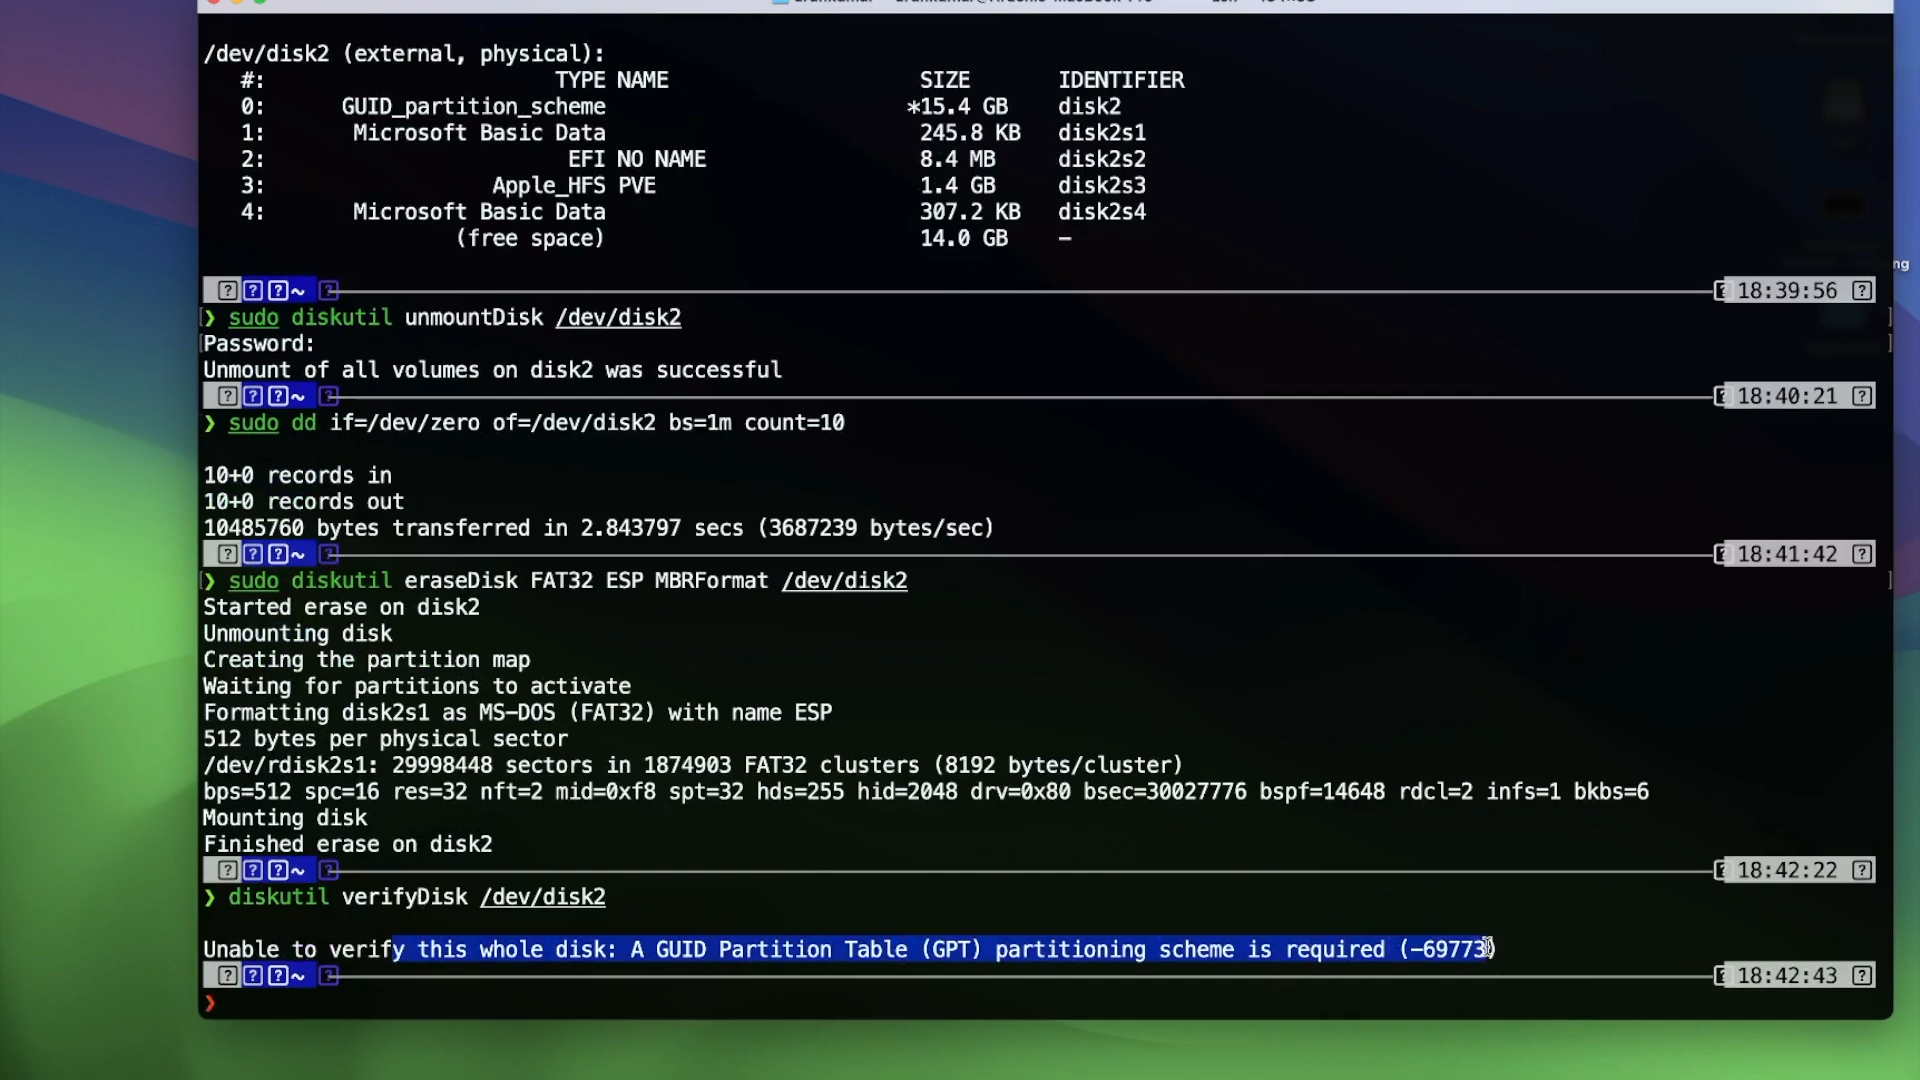 /dev/disk2 (external, physical):
#: TYPE NAME SIZE IDENTIFIER
0: GUID_partition_scheme *15.4 GB disk2
1: Microsoft Basic Data 245.8 KB disk2s1
2: EFI NO NAME 8.4 MB disk2s2
3: Apple_HFS PVE 1.4 GB disk2s3
4: Microsoft Basic Data 307.2 KB disk2s4
(free space) 14.0 GB -
ng
? ? ? ~ ? ? 18:39:56 ?
[❯ sudo diskutil unmountDisk /dev/disk2 ]
[Password: ]
Unmount of all volumes on disk2 was successful
? ? ? ~ ? ? 18:40:21 ?
❯ sudo dd if=/dev/zero of=/dev/disk2 bs=1m count=10
10+0 records in
10+0 records out
10485760 bytes transferred in 2.843797 secs (3687239 bytes/sec)
? ? ? ~ ? ? 18:41:42 ?
[❯ sudo diskutil eraseDisk FAT32 ESP MBRFormat /dev/disk2 ]
Started erase on disk2
Unmounting disk
Creating the partition map
Waiting for partitions to activate
Formatting disk2s1 as MS-DOS (FAT32) with name ESP
512 bytes per physical sector
/dev/rdisk2s1: 29998448 sectors in 1874903 FAT32 clusters (8192 bytes/cluster)
bps=512 spc=16 res=32 nft=2 mid=0xf8 spt=32 hds=255 hid=2048 drv=0x80 bsec=30027776 bspf=14648 rdcl=2 infs=1 bkbs=6
Mounting disk
Finished erase on disk2
? ? ? ~ ? ? 18:42:22 ?
❯ diskutil verifyDisk /dev/disk2
Unable to verify this whole disk: A GUID Partition Table (GPT) partitioning scheme is required (-69773)
? ? ? ~ ? ? 18:42:43 ?
❯